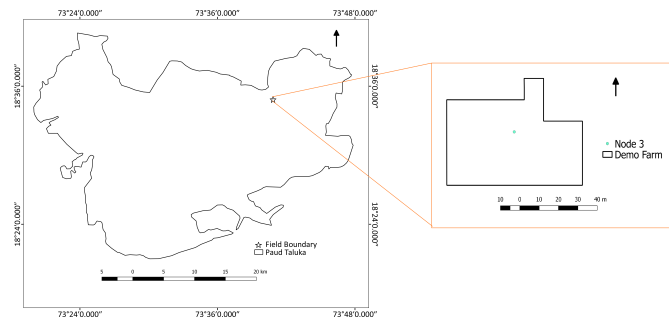 73°24'0.000"
73°36'0.000"
73°48'0.000"
18°36'0.000"
18°36'0.000"
18°24'0.000"
18°24'0.000"
Field Boundary
Paud Taluka
5 0 5 10 15 20 km
73°24'0.000"
73°36'0.000"
73°48'0.000"
Node 3
Demo Farm
10 0 10 20 30 40 m